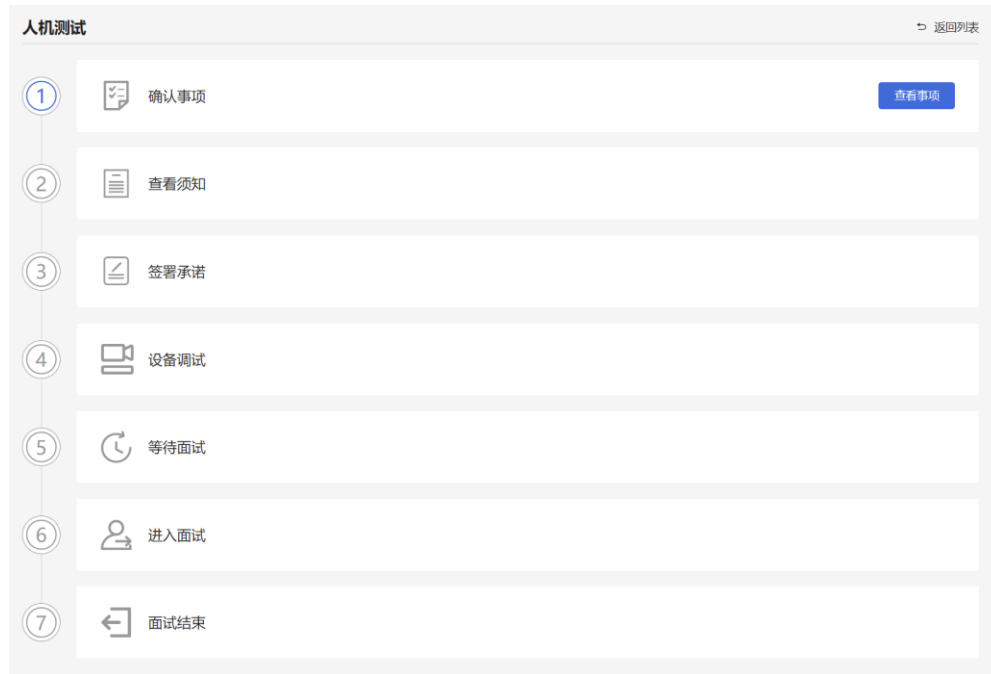 人机测试
返回列表
1
确认事项
查看事项
2
查看须知
3
签署承诺
4
设备调试
5
等待面试
6
进入面试
7
面试结束